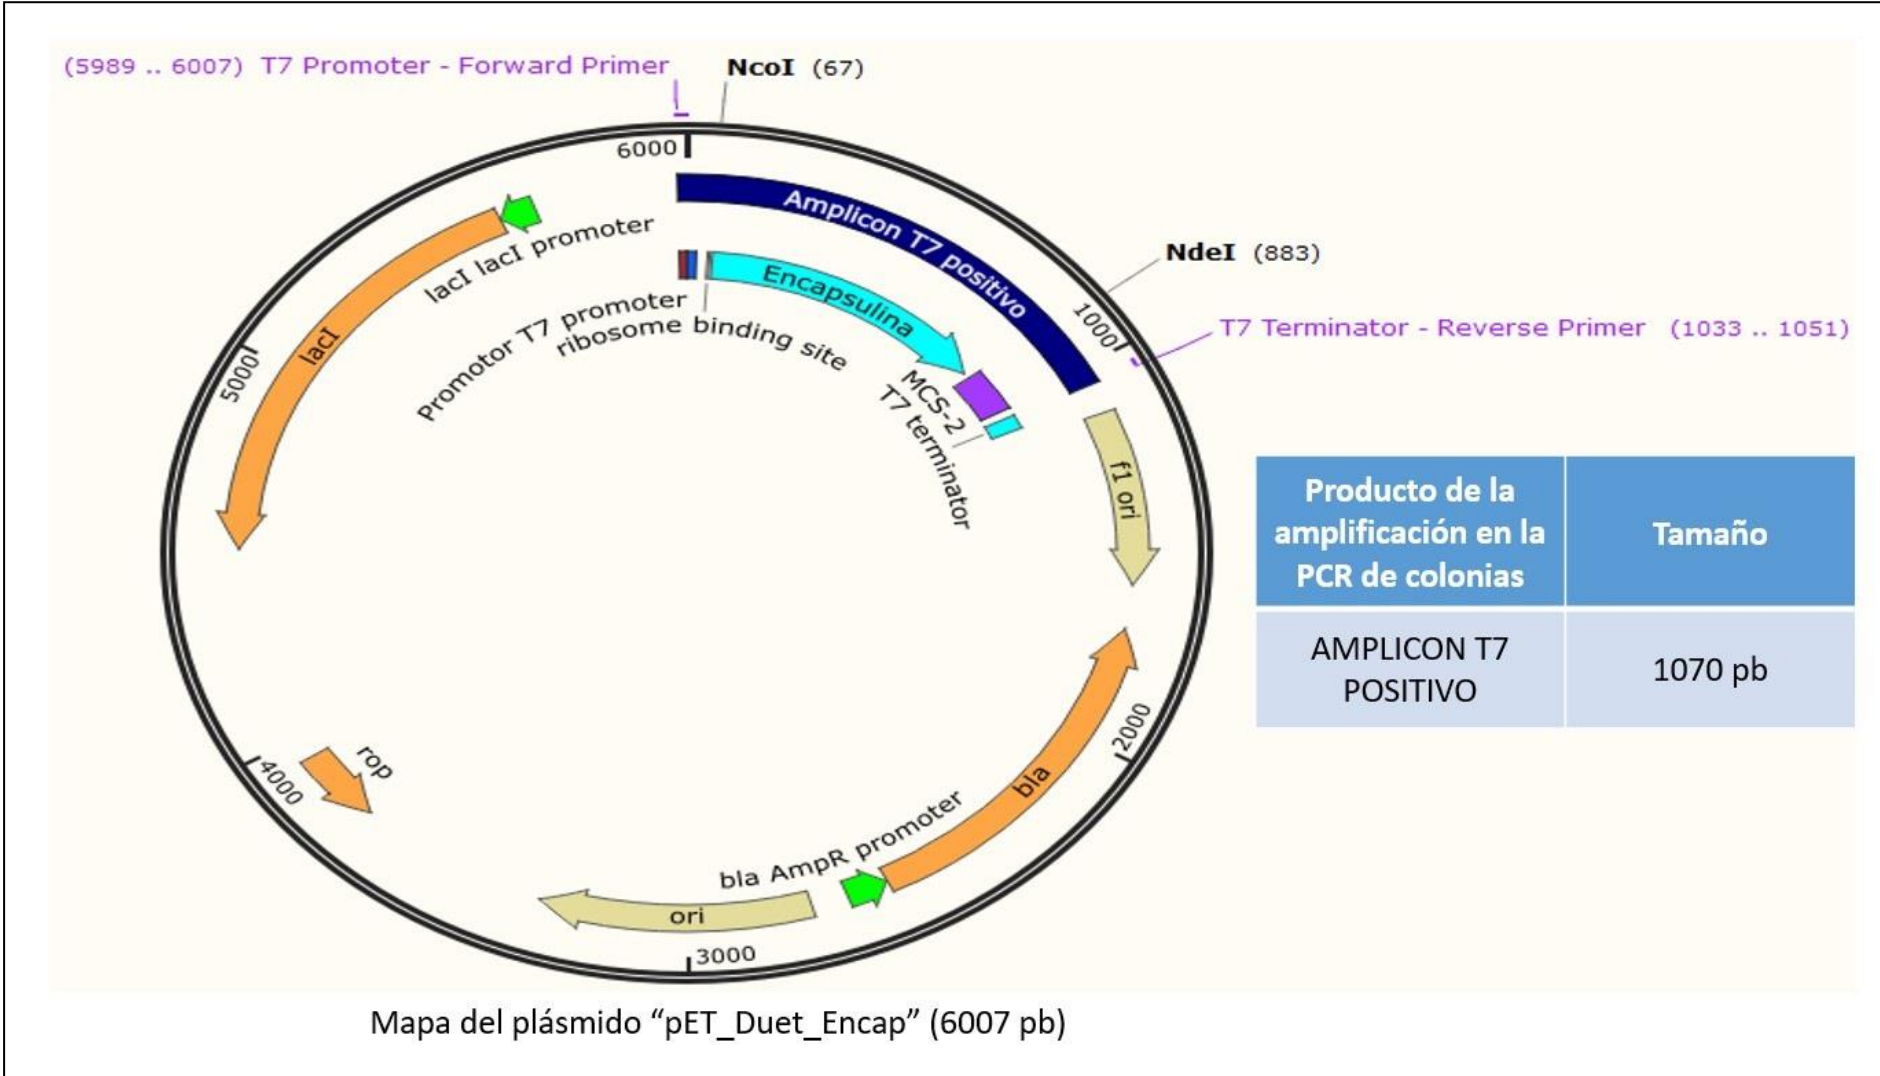 (5989 .. 6007) T7 Promoter - Forward Primer
NcoI (67)
6000
Amplicon T7 positivo
lacI lacI promoter
NdeI (883)
Encapsulina
1000
T7 Terminator - Reverse Primer (1033 .. 1051)
Promotor T7 promoter
ribosome binding site
lacI
5000
MCS-2
T7 terminator
f1 ori
Producto de la
amplificación en la
PCR de colonias
Tamaño
AMPLICON T7
POSITIVO
1070 pb
2000
rop
4000
bla
bla AmpR promoter
ori
3000
Mapa del plásmido “pET_Duet_Encap” (6007 pb)